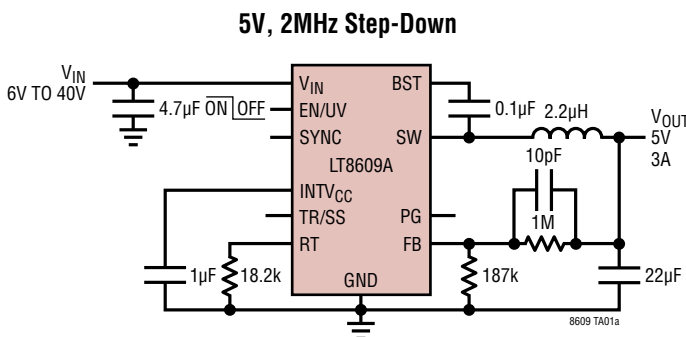 5V, 2MHz Step-Down
VIN
6V TO 40V
4.7µF
ON OFF
VIN
EN/UV
SYNC
LT8609A
INTVCC
TR/SS
RT
GND
BST
SW
PG
FB
0.1µF
2.2µH
VOUT
5V
3A
10pF
1M
1µF
18.2k
187k
22µF
8609 TA01a